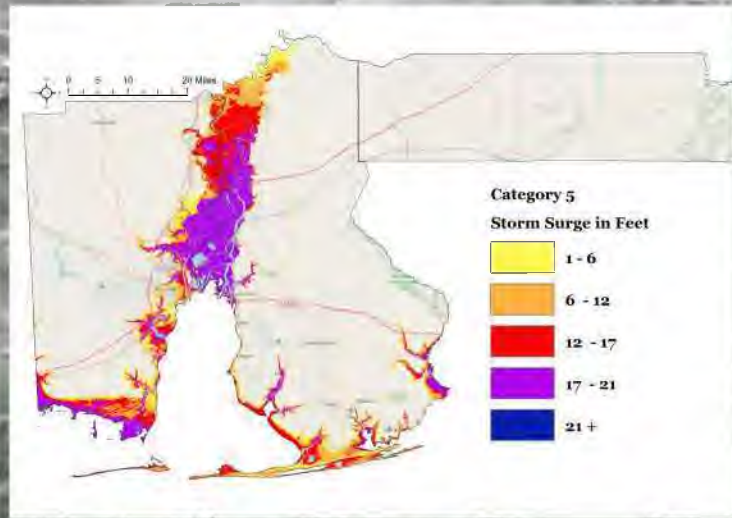 0 5 10 20 Miles
Category 5
Storm Surge in Feet
1 - 6
6 - 12
12 - 17
17 - 21
21 +